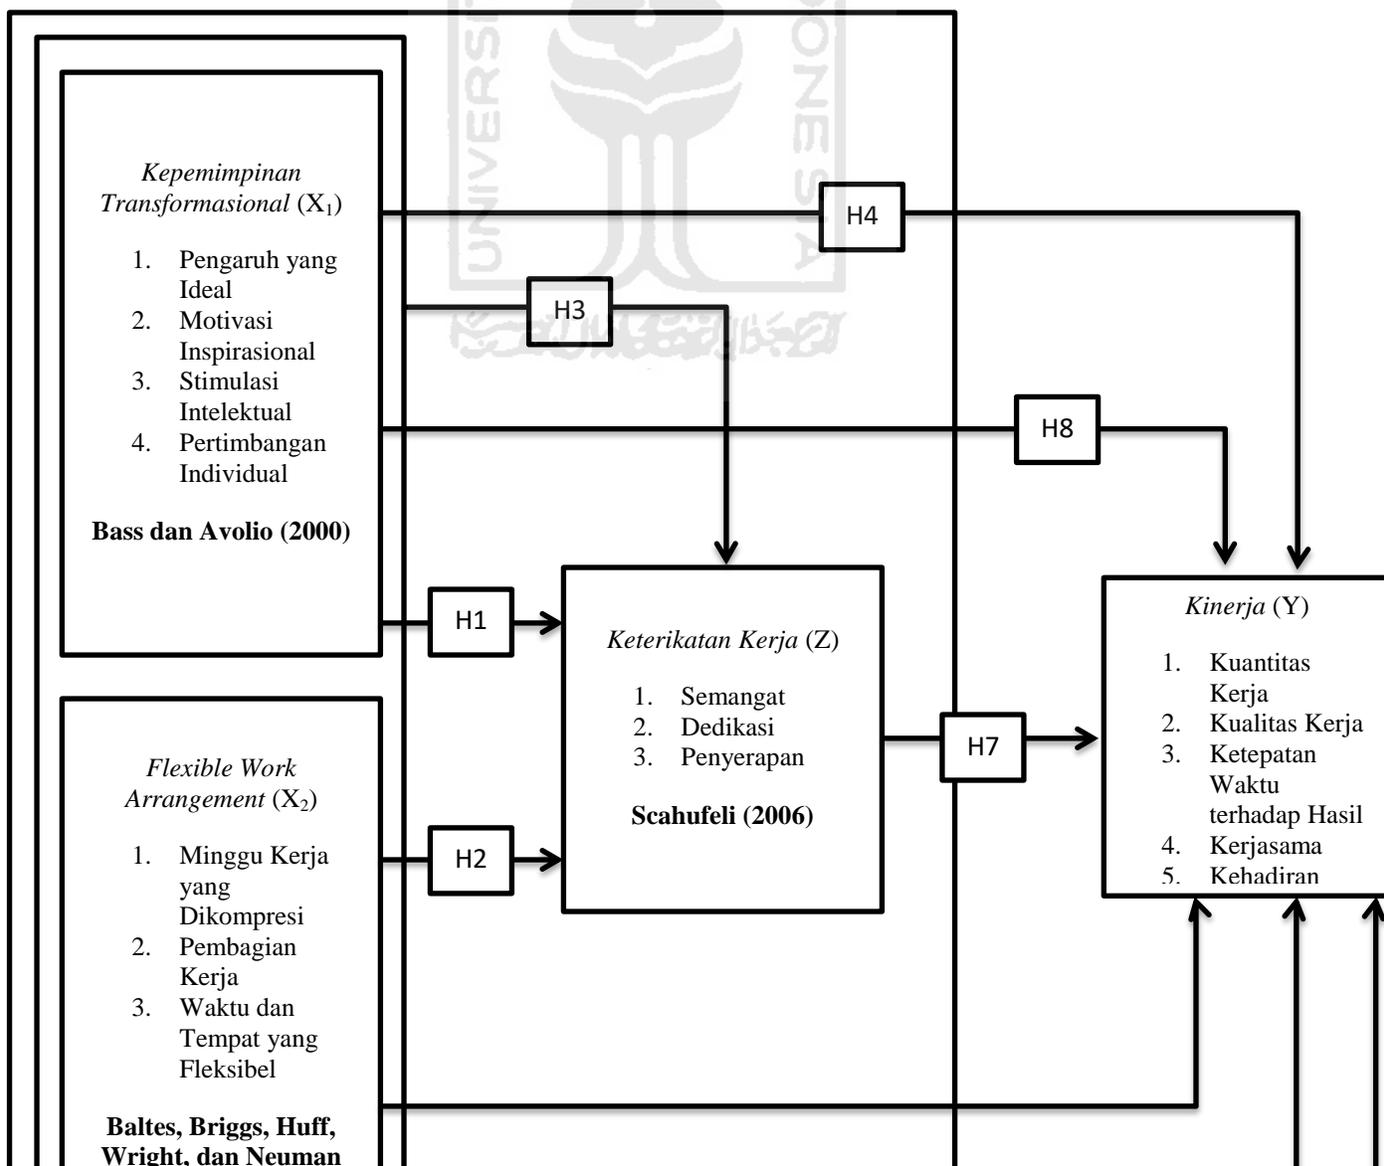 Kepemimpinan
Transformasional (X₁)
1. Pengaruh yang
Ideal
2. Motivasi
Inspirasional
3. Stimulasi
Intelektual
4. Pertimbangan
Individual
Bass dan Avolio (2000)
Flexible Work
Arrangement (X₂)
1. Minggu Kerja
yang
Dikompresi
2. Pembagian
Kerja
3. Waktu dan
Tempat yang
Fleksibel
Baltes, Briggs, Huff,
Wright, dan Neuman
H4
H3
H8
H1
H2
Keterikatan Kerja (Z)
1. Semangat
2. Dedikasi
3. Penyerapan
Scahufeli (2006)
H7
Kinerja (Y)
1. Kuantitas
Kerja
2. Kualitas Kerja
3. Ketepatan
Waktu
terhadap Hasil
4. Kerjasama
5. Kehadiran
UNIVERSI
ONESIA